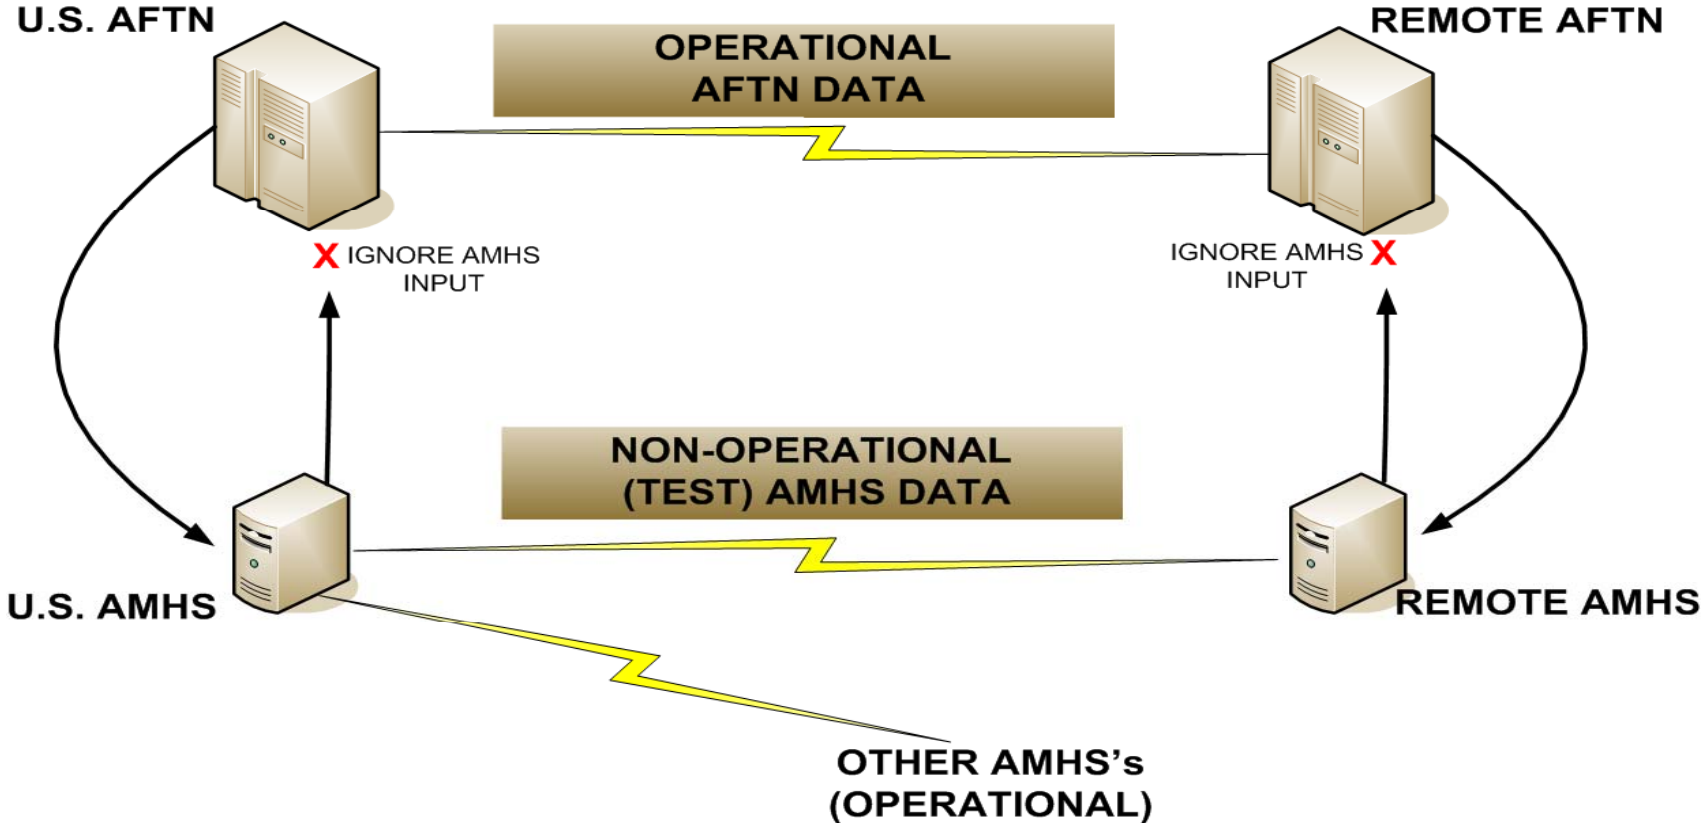 U.S. AFTN
OPERATIONAL
AFTN DATA
REMOTE AFTN
X IGNORE AMHS
INPUT
IGNORE AMHS X
INPUT
NON-OPERATIONAL
(TEST) AMHS DATA
U.S. AMHS
REMOTE AMHS
OTHER AMHS's
(OPERATIONAL)